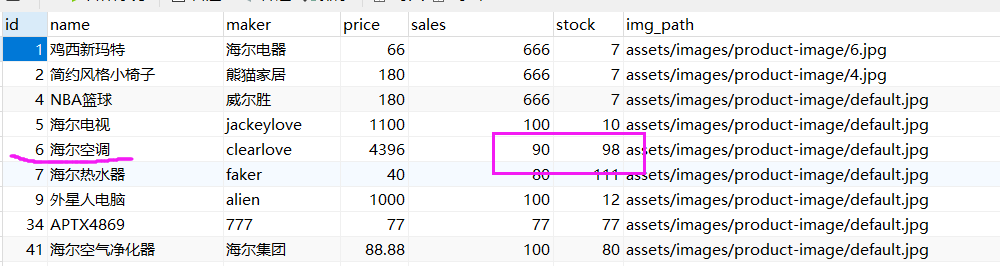 id name maker price sales stock img_path
1 鸡西新玛特 海尔电器 66 666 7 assets/images/product-image/6.jpg
2 简约风格小椅子 熊猫家居 180 666 7 assets/images/product-image/4.jpg
4 NBA篮球 威尔胜 180 666 7 assets/images/product-image/default.jpg
5 海尔电视 jackeylove 1100 100 10 assets/images/product-image/default.jpg
6 海尔空调 clearlove 4396 90 98 assets/images/product-image/default.jpg
7 海尔热水器 faker 40 80 111 assets/images/product-image/default.jpg
9 外星人电脑 alien 1000 100 12 assets/images/product-image/default.jpg
34 APTX4869 777 77 77 77 assets/images/product-image/default.jpg
41 海尔空气净化器 海尔集团 88.88 100 80 assets/images/product-image/default.jpg